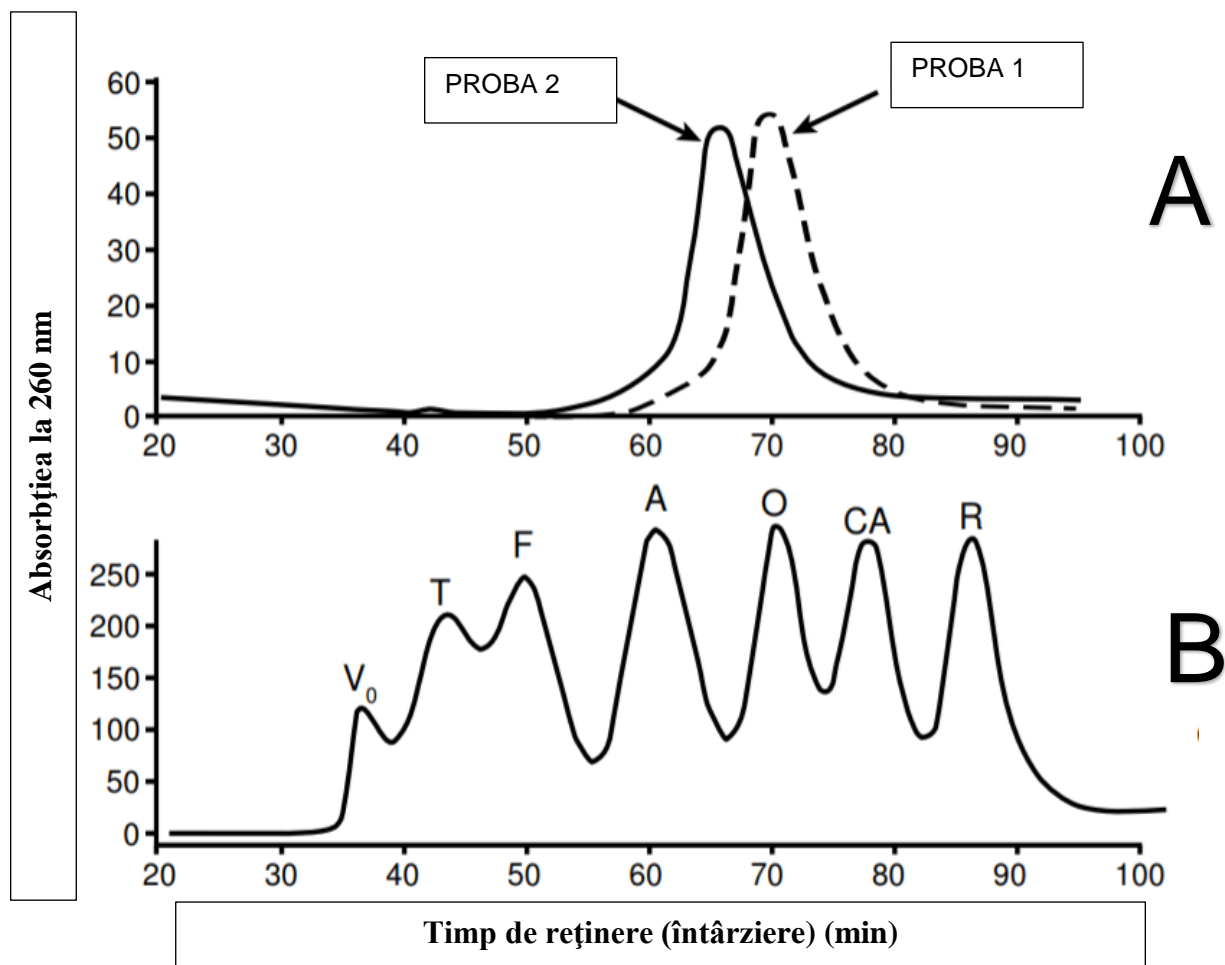 PROBA 2
PROBA 1
60
50
40
30
20
10
0
20 30 40 50 60 70 80 90 100
A
Absorbţiea la 260 nm
V0 T F A O CA R
250
200
150
100
50
0
20 30 40 50 60 70 80 90 100
B
Timp de reţinere (întârziere) (min)